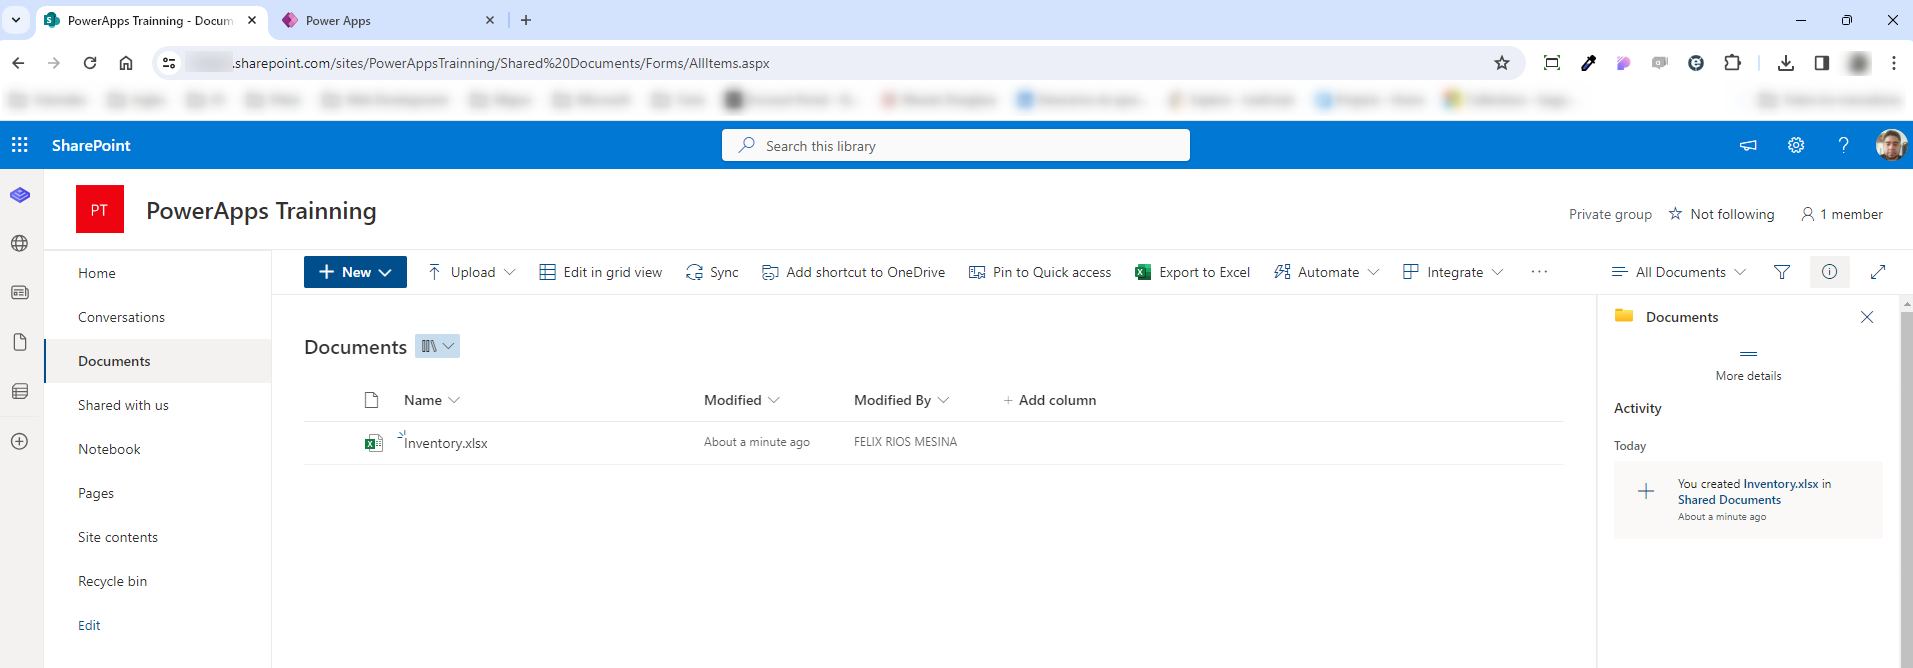 PowerApps Trainning - Docum
Power Apps
.sharepoint.com/sites/PowerAppsTrainning/Shared%20Documents/Forms/AllItems.aspx
SharePoint
Search this library
PT
PowerApps Trainning
Private group
Not following
1 member
Home
Conversations
Documents
Shared with us
Notebook
Pages
Site contents
Recycle bin
Edit
New
Upload
Edit in grid view
Sync
Add shortcut to OneDrive
Pin to Quick access
Export to Excel
Automate
Integrate
All Documents
Documents
Name
Modified
Modified By
Add column
Inventory.xlsx
About a minute ago
FELIX RIOS MESINA
Documents
More details
Activity
Today
You created Inventory.xlsx in
Shared Documents
About a minute ago